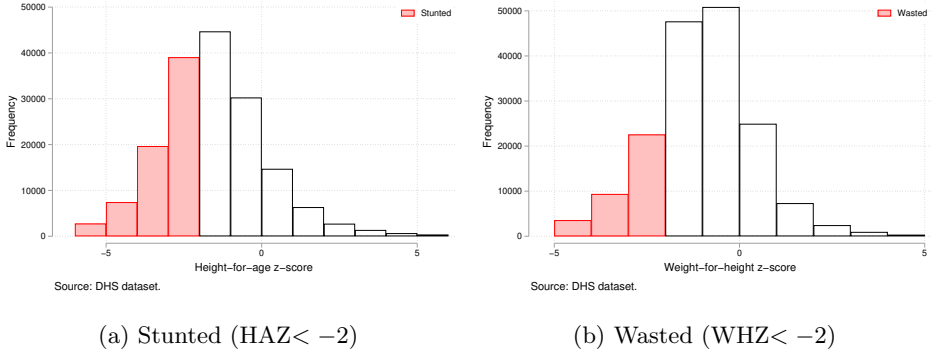 50000
40000
30000
20000
10000
0
Frequency
−5
0
5
Height−for−age z−score
Stunted
Source: DHS dataset.
(a) Stunted (HAZ< −2)
50000
40000
30000
20000
10000
0
Frequency
−5
0
5
Weight−for−height z−score
Wasted
Source: DHS dataset.
(b) Wasted (WHZ< −2)